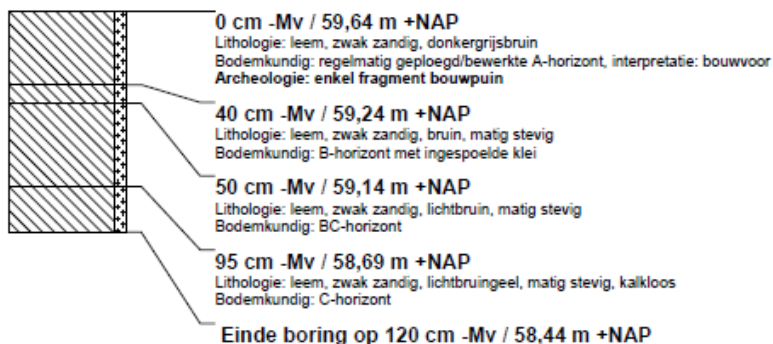 0 cm -Mv / 59,64 m +NAP
Lithologie: leem, zwak zandig, donkergrijsbruin
Bodemkundig: regelmatig geploegd/bewerkte A-horizont, interpretatie: bouwvoor
Archeologie: enkel fragment bouwpuin
40 cm -Mv / 59,24 m +NAP
Lithologie: leem, zwak zandig, bruin, matig stevig
Bodemkundig: B-horizont met ingespoelde klei
50 cm -Mv / 59,14 m +NAP
Lithologie: leem, zwak zandig, lichtbruin, matig stevig
Bodemkundig: BC-horizont
95 cm -Mv / 58,69 m +NAP
Lithologie: leem, zwak zandig, lichtbruingeel, matig stevig, kalkloos
Bodemkundig: C-horizont
Einde boring op 120 cm -Mv / 58,44 m +NAP